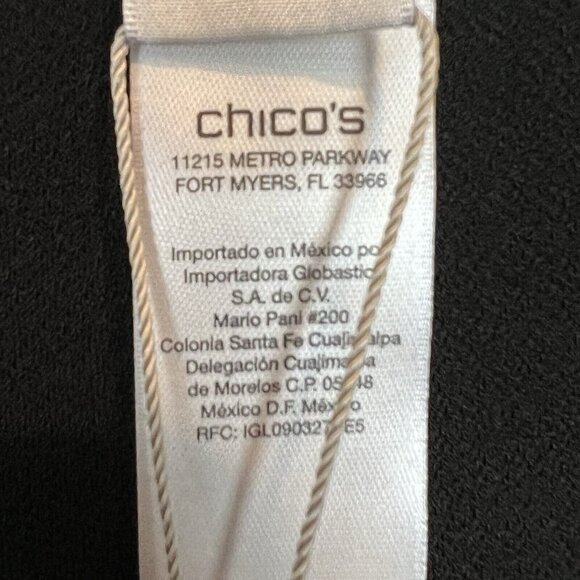 chico's
11215 METRO PARKWAY
FORT MYERS, FL 33966
Importado en México
Importadora Globastic
S.A. de C.V.
Mario Pani #200
Colonia Santa Fe
Delegación
de Morelos C.P.
México D.F.
RFC: